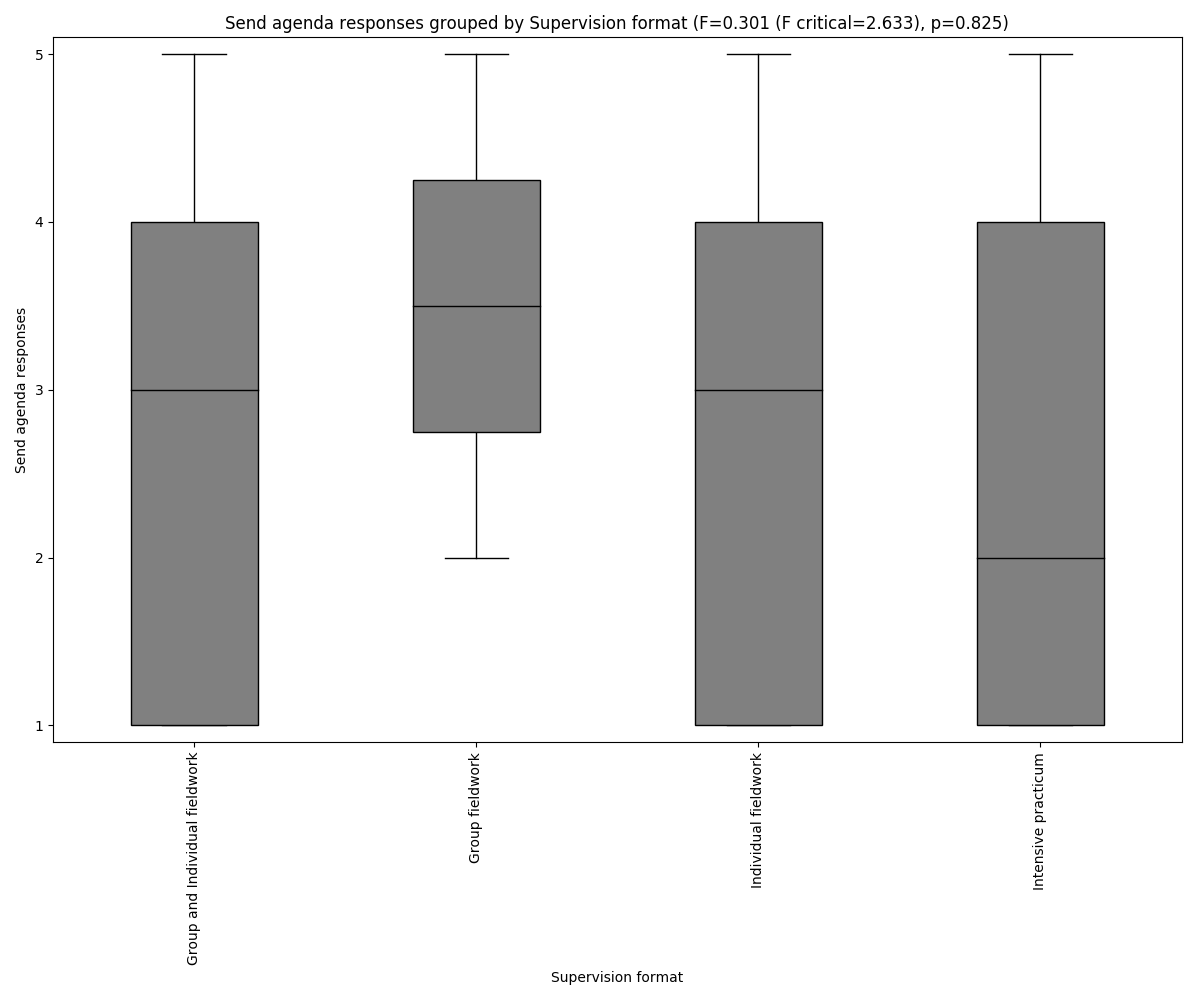 Send agenda responses grouped by Supervision format (F=0.301 (F critical=2.633), p=0.825)
Send agenda responses
5
4
3
2
1
Group and Individual fieldwork
Group fieldwork
Individual fieldwork
Intensive practicum
Supervision format